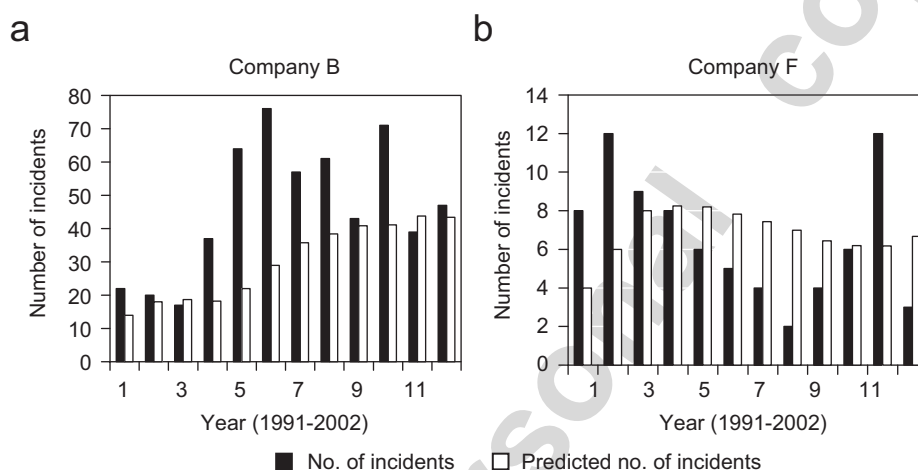 a
b
Company B
Company F
Number of incidents
80
70
60
50
40
30
20
10
0
1 3 5 7 9 11
Year (1991-2002)
Number of incidents
14
12
10
8
6
4
2
0
1 3 5 7 9 11
Year (1991-2002)
No. of incidents
Predicted no. of incidents